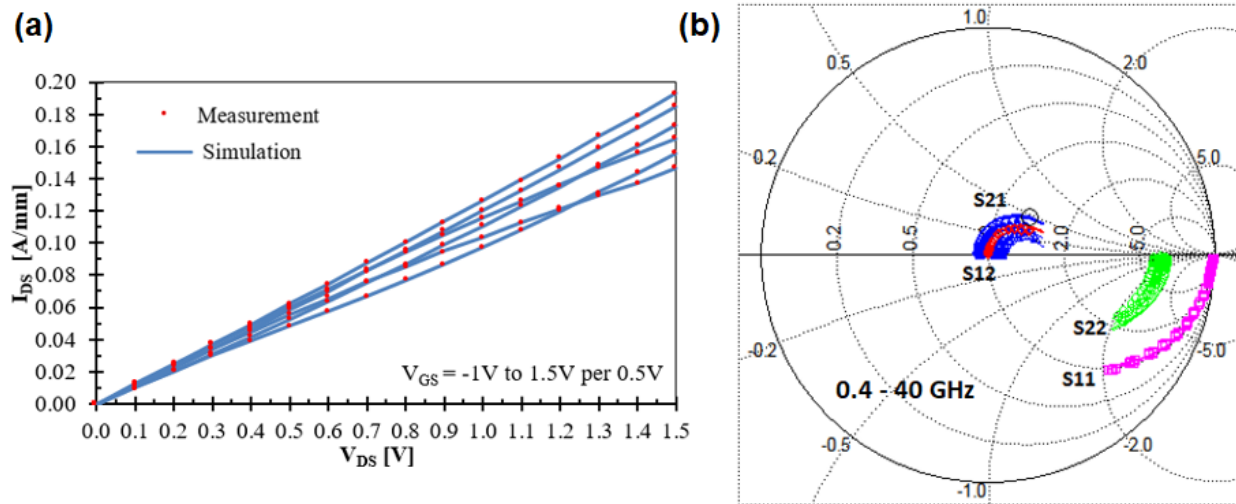 (a)
0.20
0.18
0.16
0.14
0.12
0.10
0.08
0.06
0.04
0.02
0.00
I_DS [A/mm]
Measurement
Simulation
V_GS = -1V to 1.5V per 0.5V
0.0 0.1 0.2 0.3 0.4 0.5 0.6 0.7 0.8 0.9 1.0 1.1 1.2 1.3 1.4 1.5
V_DS [V]
(b)
1.0
0.5
2.0
0.2
5.0
S21
0.2
0.5
2.0
5.0
S12
S22
S11
-0.2
-5.0
0.4 - 40 GHz
-0.5
-2.0
-1.0